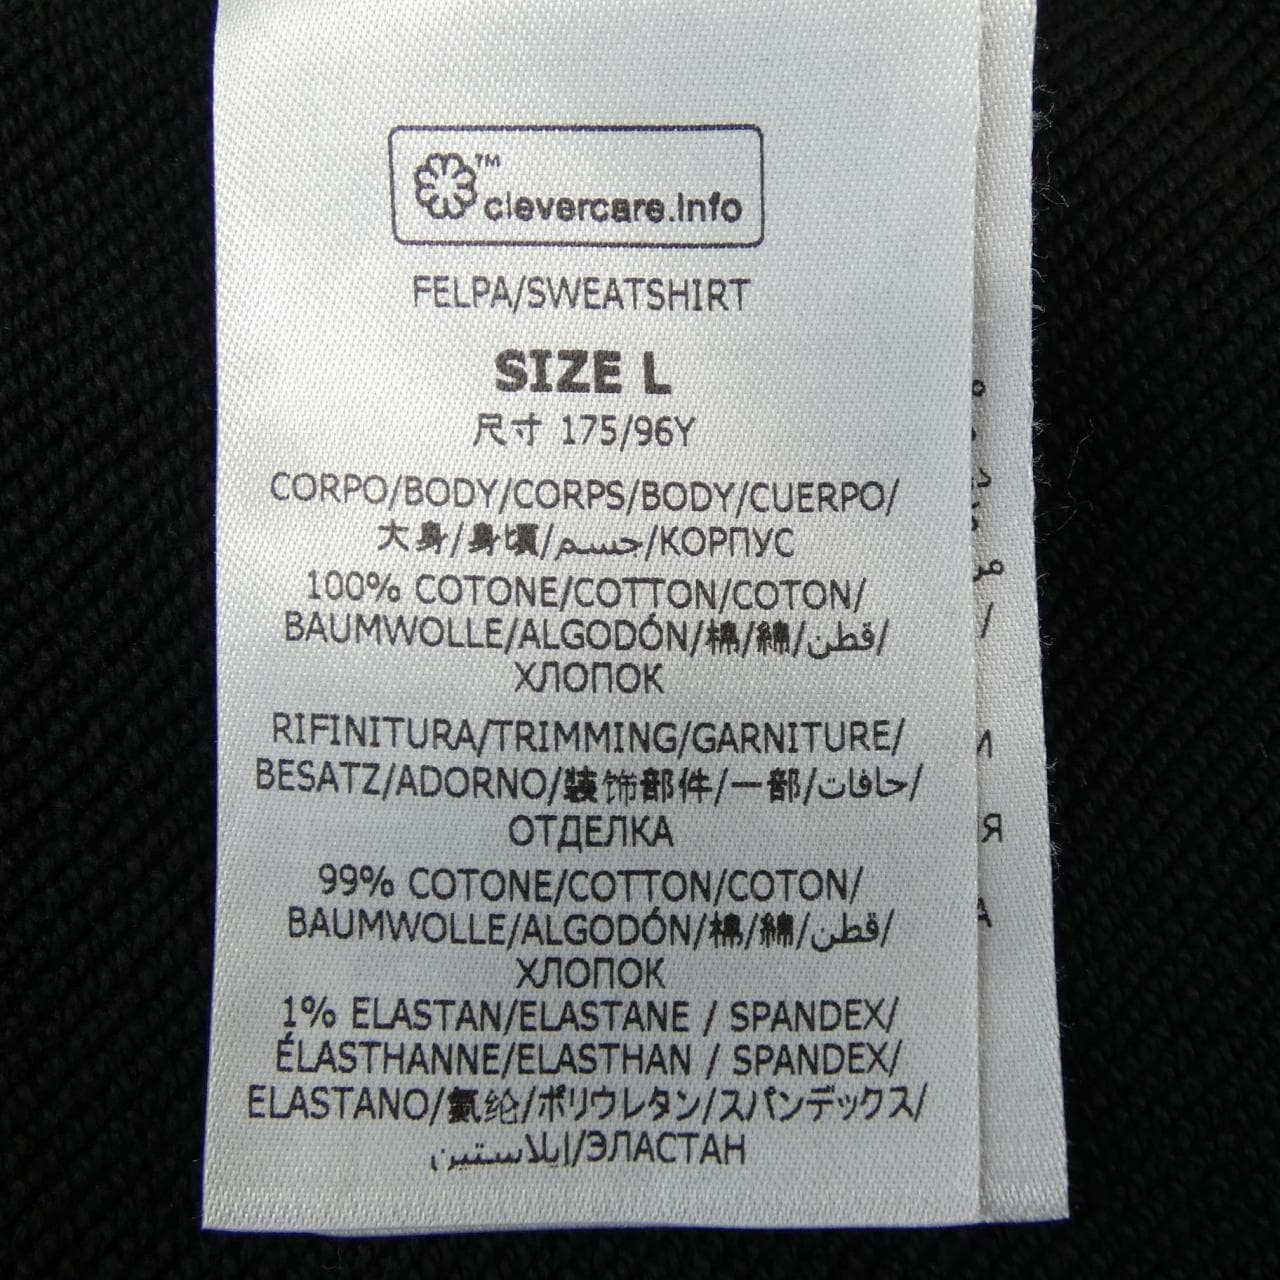 ™
clevercare.info
FELPA/SWEATSHIRT
SIZE L
尺寸 175/96Y
CORPO/BODY/CORPS/BODY/CUERPO/
大身/身頃/جسم/КОРПУС
100% COTONE/COTTON/COTON/
BAUMWOLLE/ALGODÓN/棉/綿/قطن/
ХЛОПОК
RIFINITURA/TRIMMING/GARNITURE/
BESATZ/ADORNO/装饰部件/一部/حافات/
ОТДЕЛКА
99% COTONE/COTTON/COTON/
BAUMWOLLE/ALGODÓN/棉/綿/قطن/
ХЛОПОК
1% ELASTAN/ELASTANE / SPANDEX/
ÉLASTHANNE/ELASTHAN / SPANDEX/
ELASTANO/氨纶/ポリウレタン/スパンデックス/
إيلاستين/ЭЛАСТАН